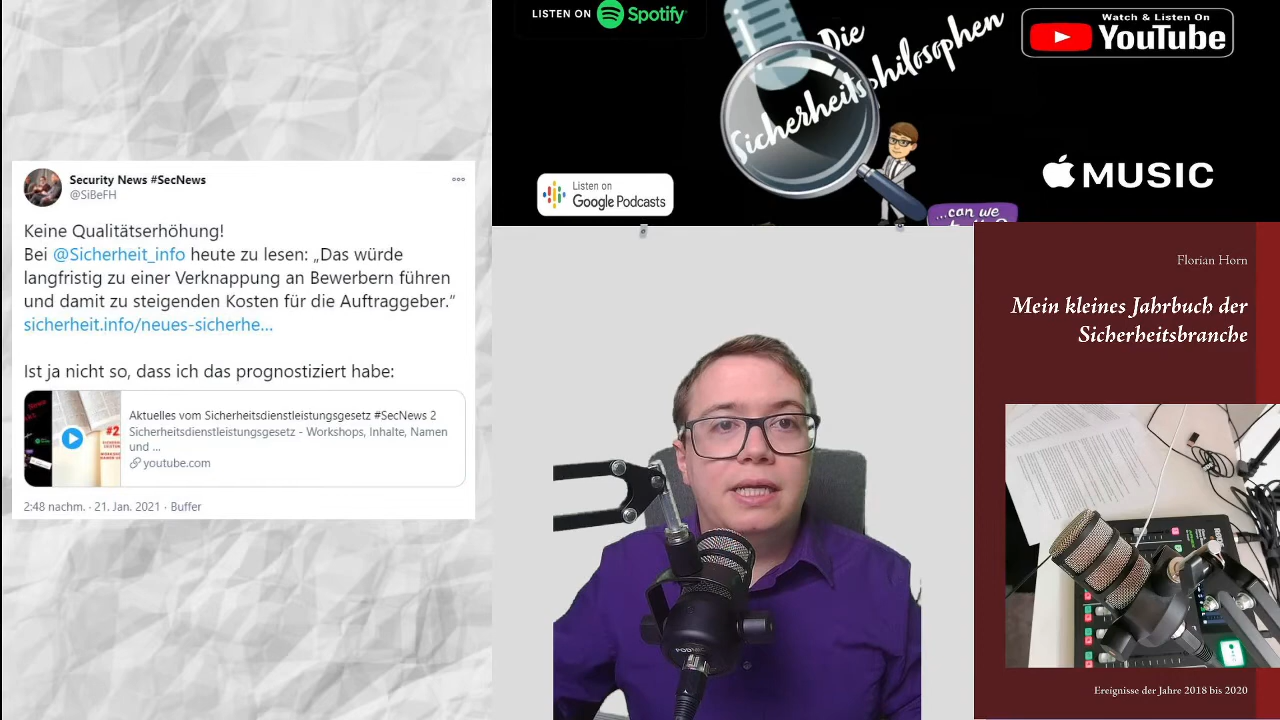 Security News #SecNews
@SiBeFH
Keine Qualitätserhöhung!
Bei @Sicherheit_info heute zu lesen: „Das würde
langfristig zu einer Verknappung an Bewerbern führen
und damit zu steigenden Kosten für die Auftraggeber.“
sicherheit.info/neues-sicherhe...
Ist ja nicht so, dass ich das prognostiziert habe:
Aktuelles vom Sicherheitsdienstleistungsgesetz #SecNews 2
Sicherheitsdienstleistungsgesetz - Workshops, Inhalte, Namen
und ...
youtube.com
2:48 nachm. · 21. Jan. 2021 · Buffer
LISTEN ON Spotify
Die
Sicherheitsphilosophen
Watch & Listen On
YouTube
Listen on
Google Podcasts
MUSIC
...can we
Florian Horn
Mein kleines Jahrbuch der
Sicherheitsbranche
Ereignisse der Jahre 2018 bis 2020